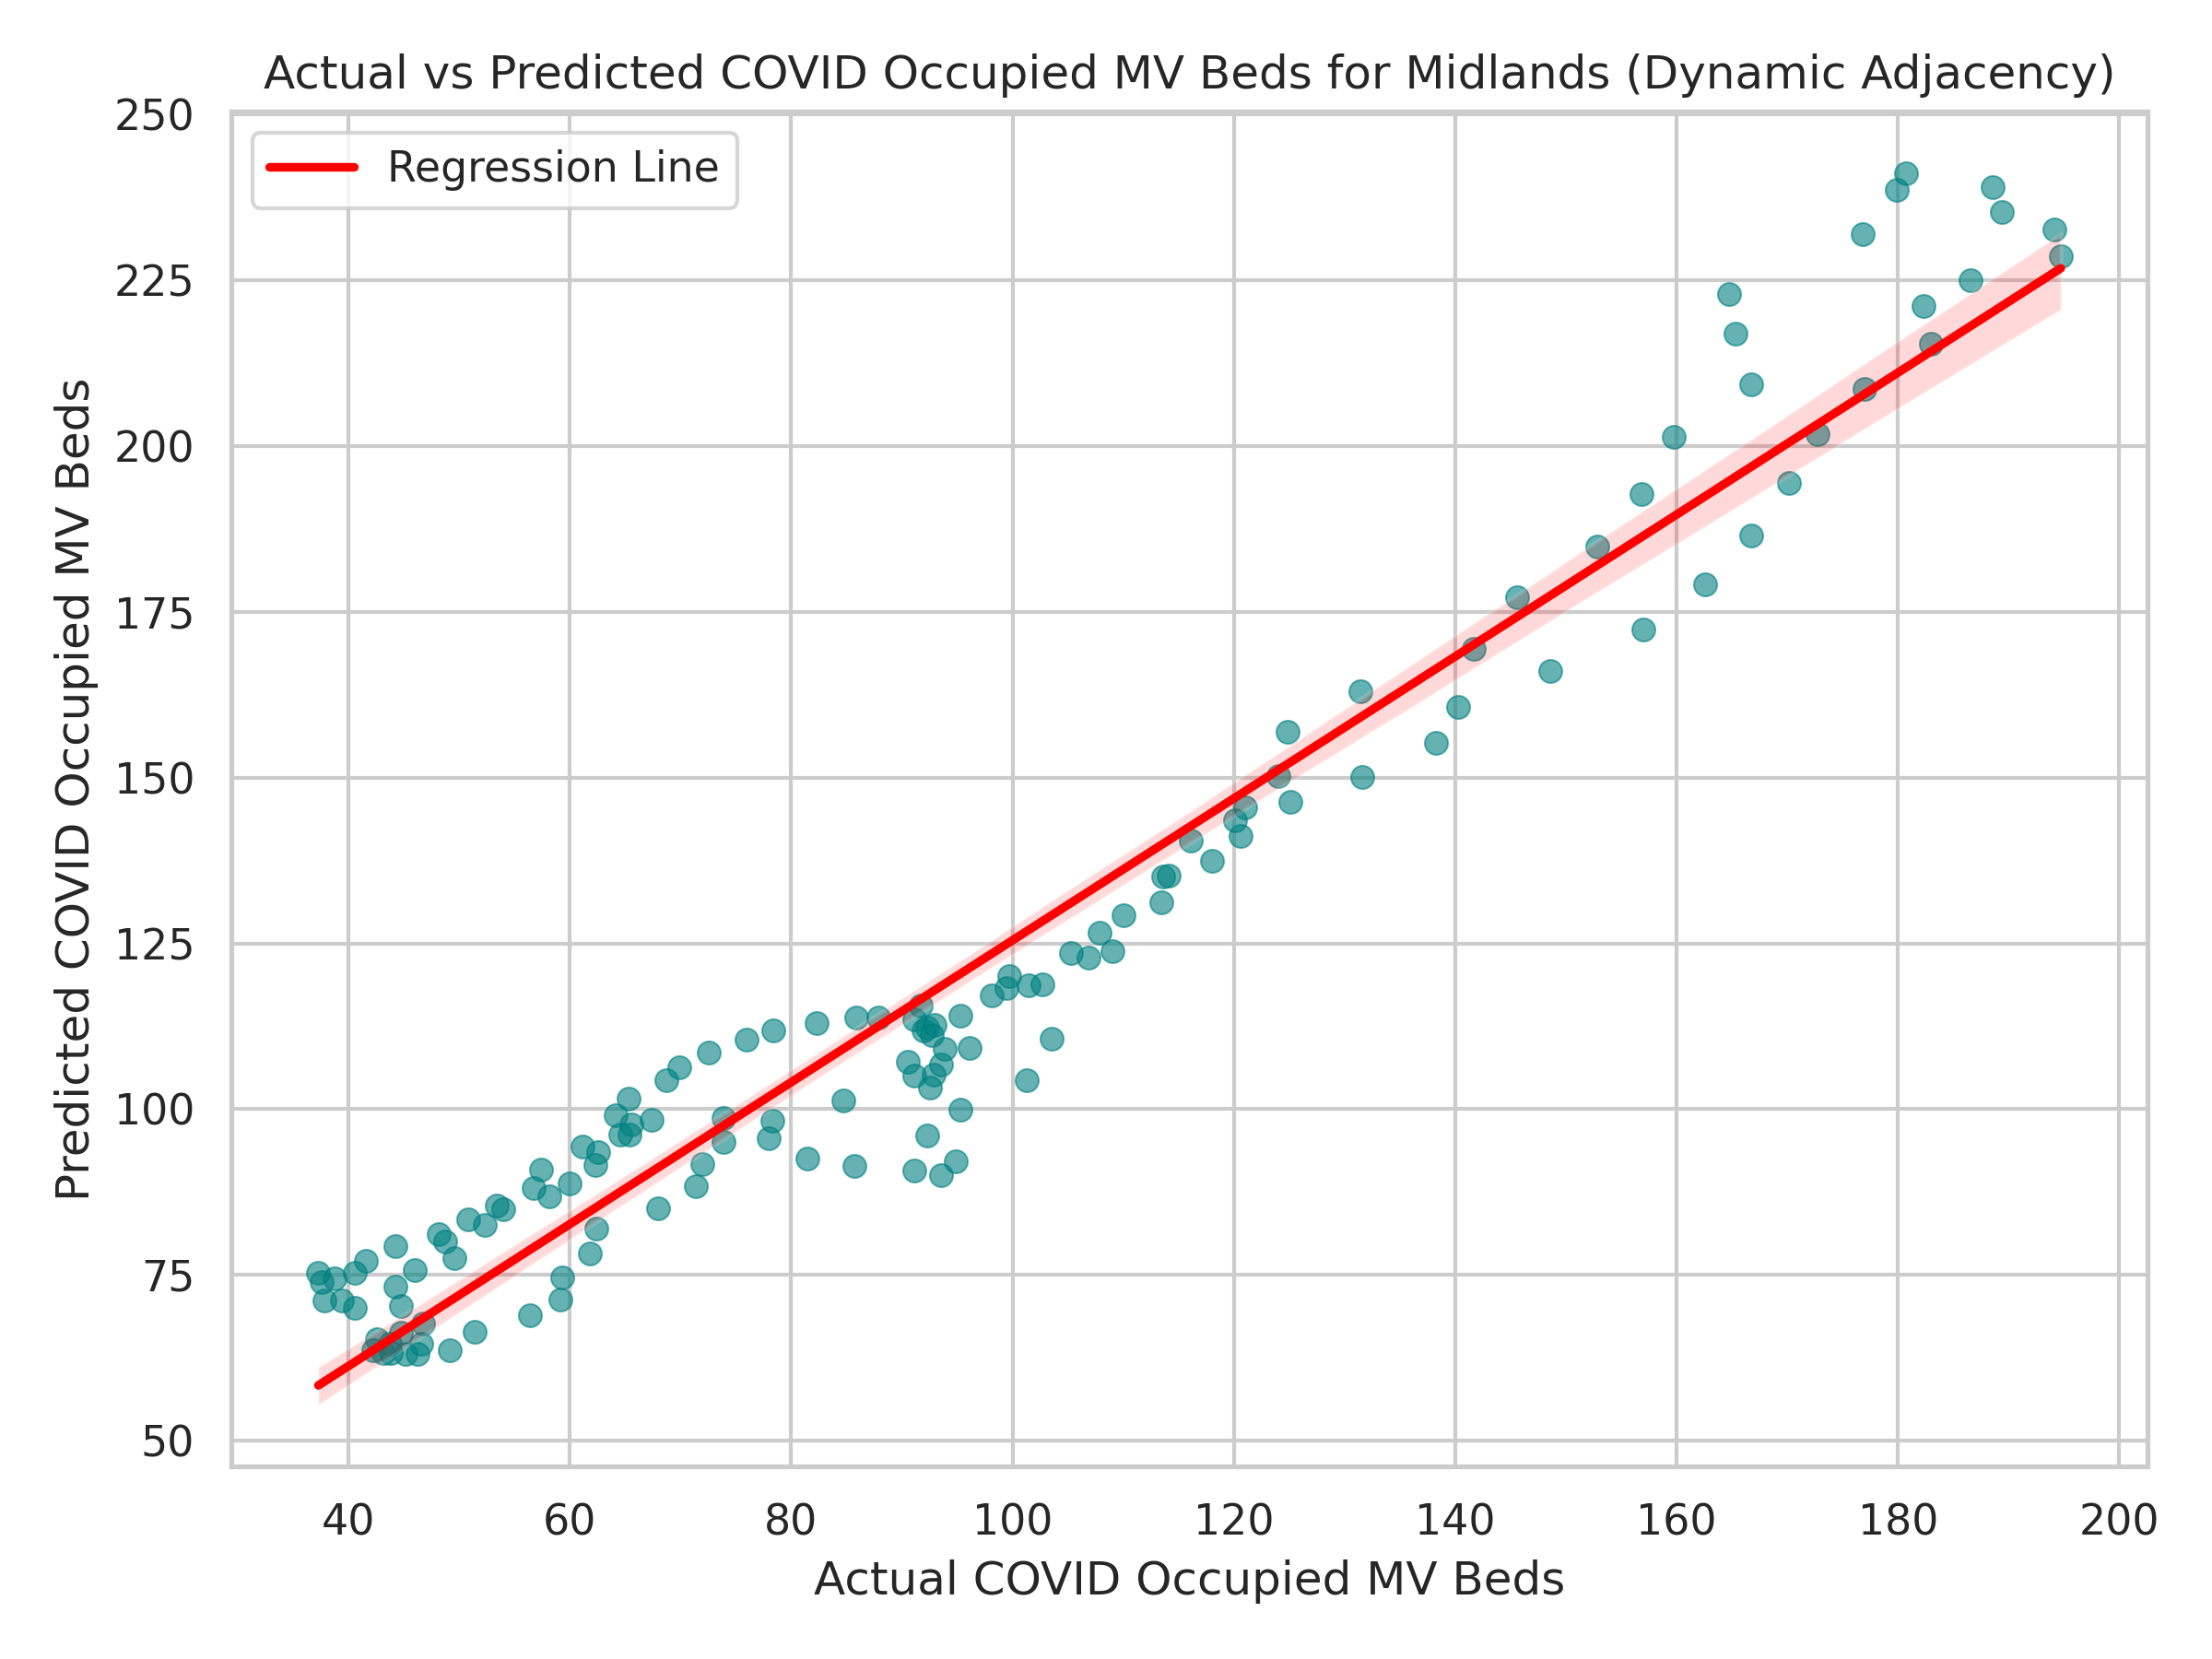 Actual vs Predicted COVID Occupied MV Beds for Midlands (Dynamic Adjacency)
Regression Line
Predicted COVID Occupied MV Beds
250
225
200
175
150
125
100
75
50
40 60 80 100 120 140 160 180 200
Actual COVID Occupied MV Beds